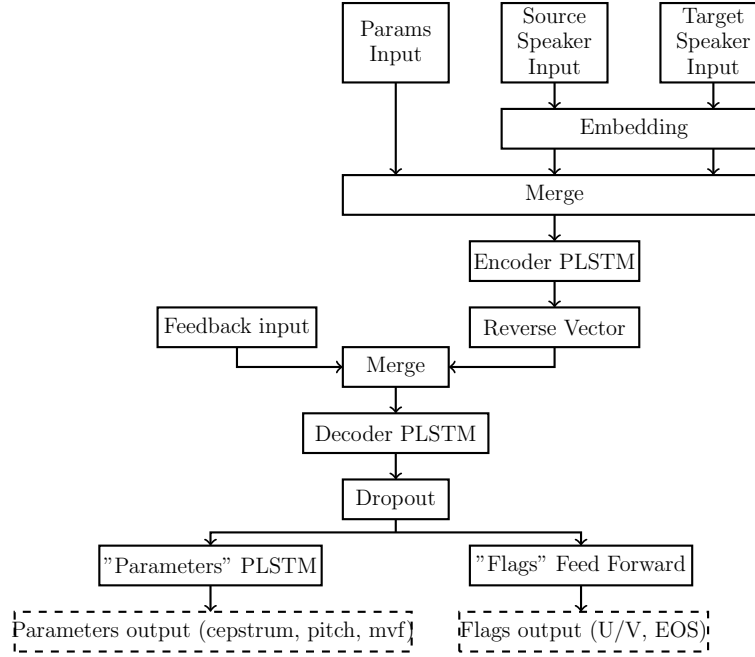 Params
Input
Source
Speaker
Input
Target
Speaker
Input
Embedding
Merge
Encoder PLSTM
Feedback input
Reverse Vector
Merge
Decoder PLSTM
Dropout
”Parameters” PLSTM
”Flags” Feed Forward
Parameters output (cepstrum, pitch, mvf)
Flags output (U/V, EOS)